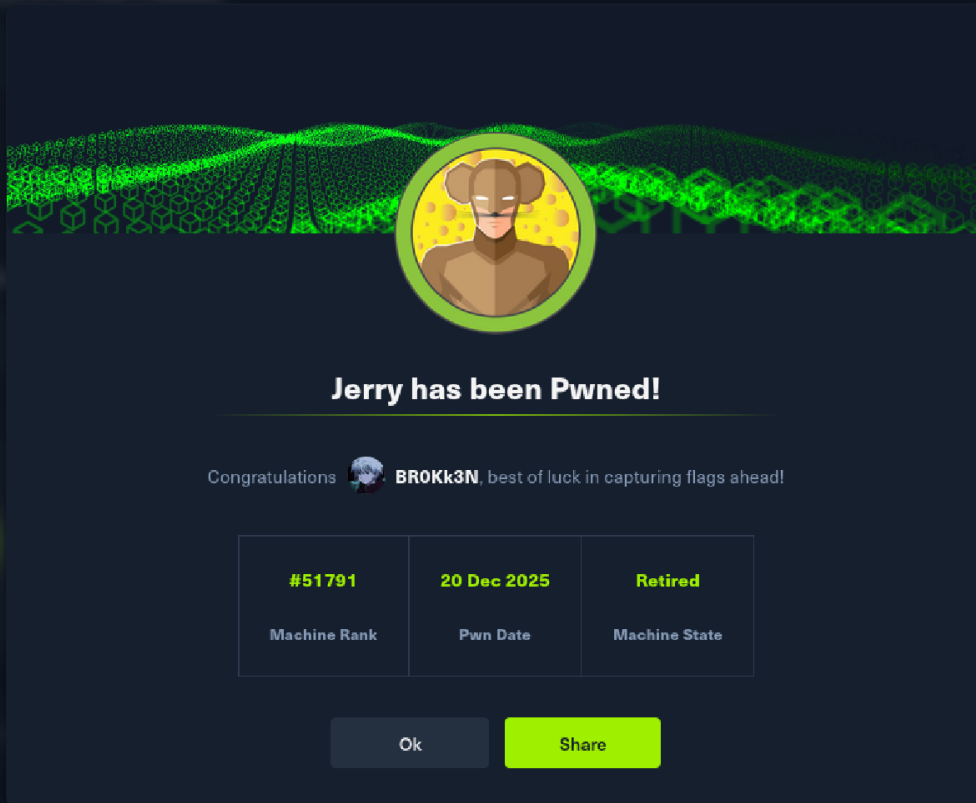 Jerry has been Pwned!
Congratulations BR0Kk3N, best of luck in capturing flags ahead!
#51791 20 Dec 2025 Retired
Machine Rank Pwn Date Machine State
Ok Share